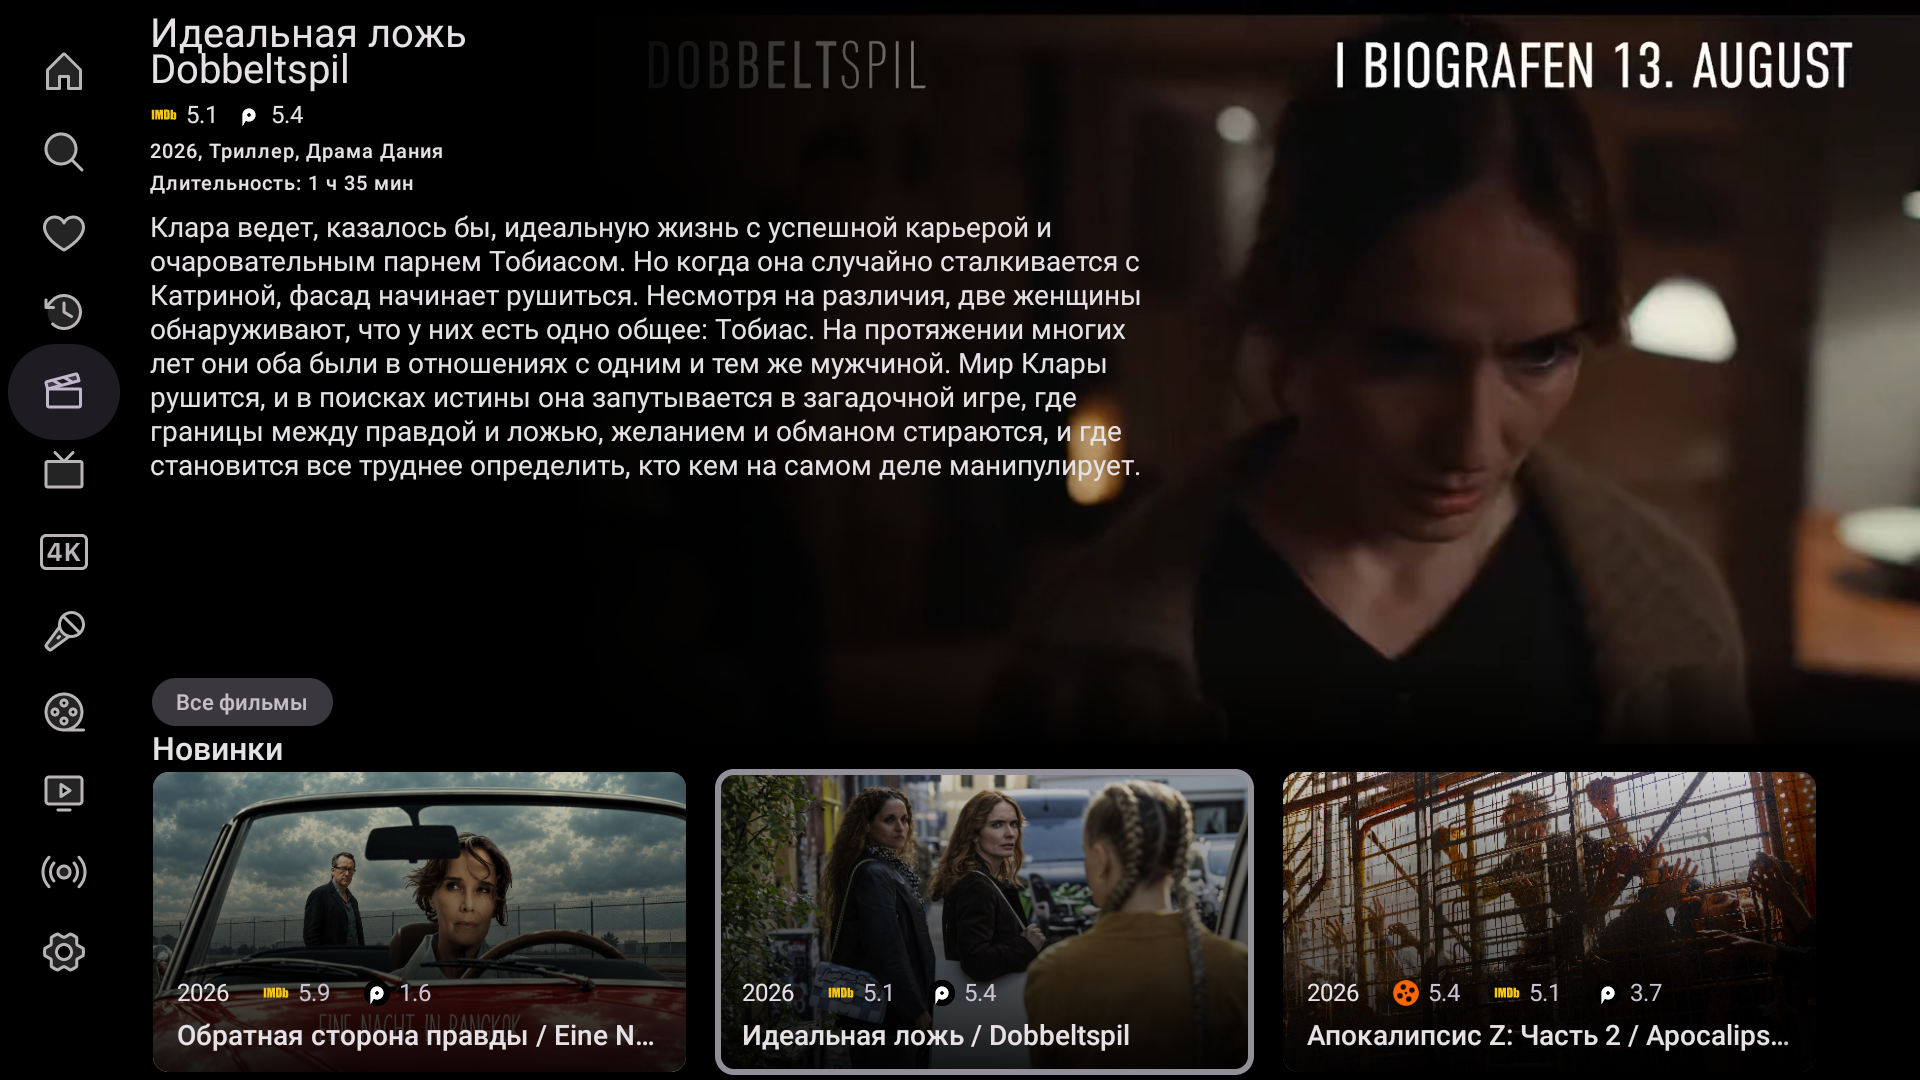 Идеальная ложь
Dobbeltspil
DOBBELTSPIL
I BIOGRAFEN 13. AUGUST
IMDb 5.1 5.4
2026, Триллер, Драма Дания
Длительность: 1 ч 35 мин
Клара ведет, казалось бы, идеальную жизнь с успешной карьерой и
очаровательным парнем Тобиасом. Но когда она случайно сталкивается с
Катриной, фасад начинает рушиться. Несмотря на различия, две женщины
обнаруживают, что у них есть одно общее: Тобиас. На протяжении многих
лет они оба были в отношениях с одним и тем же мужчиной. Мир Клары
рушится, и в поисках истины она запутывается в загадочной игре, где
границы между правдой и ложью, желанием и обманом стираются, и где
становится все труднее определить, кто кем на самом деле манипулирует.
4K
Все фильмы
Новинки
2026 IMDb 5.9 1.6
EINE NACHT IN BANGKOK
Обратная сторона правды / Eine N...
2026 IMDb 5.1 5.4
Идеальная ложь / Dobbeltspil
2026 5.4 IMDb 5.1 3.7
Апокалипсис Z: Часть 2 / Apocalips...